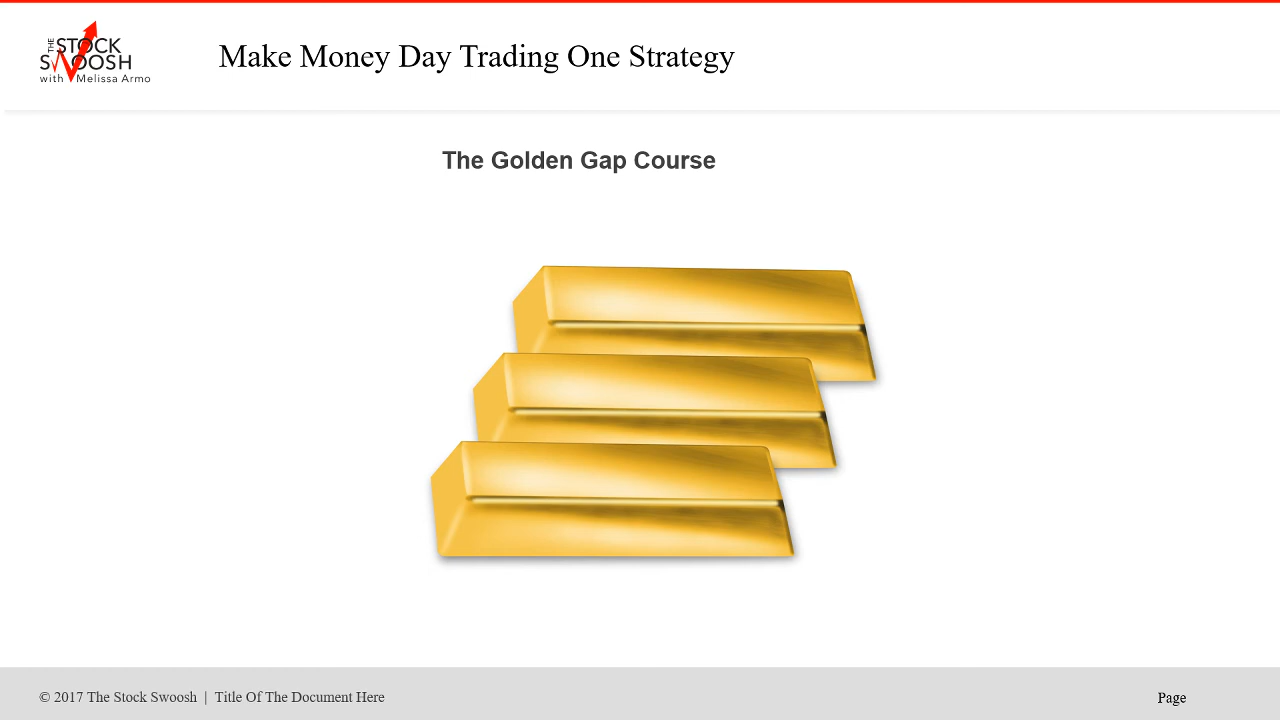 THE STOCK
SWOOSH
with Melissa Armo
Make Money Day Trading One Strategy
The Golden Gap Course
© 2017 The Stock Swoosh | Title Of The Document Here
Page